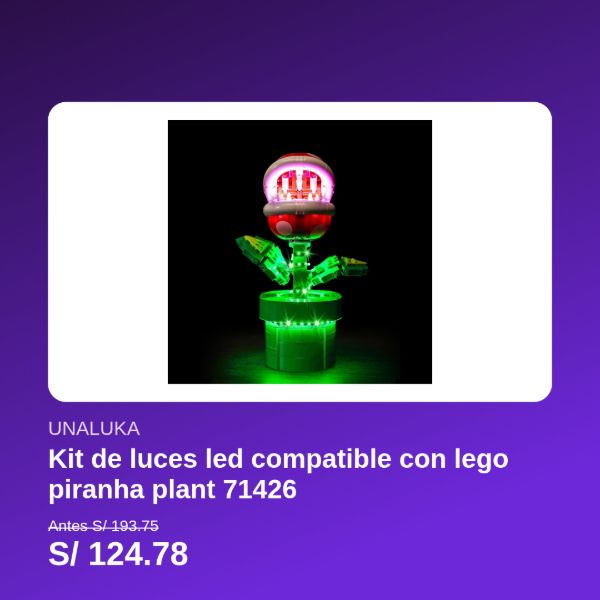 UNALUKA
Kit de luces led compatible con lego
piranha plant 71426
Antes S/ 193.75
S/ 124.78